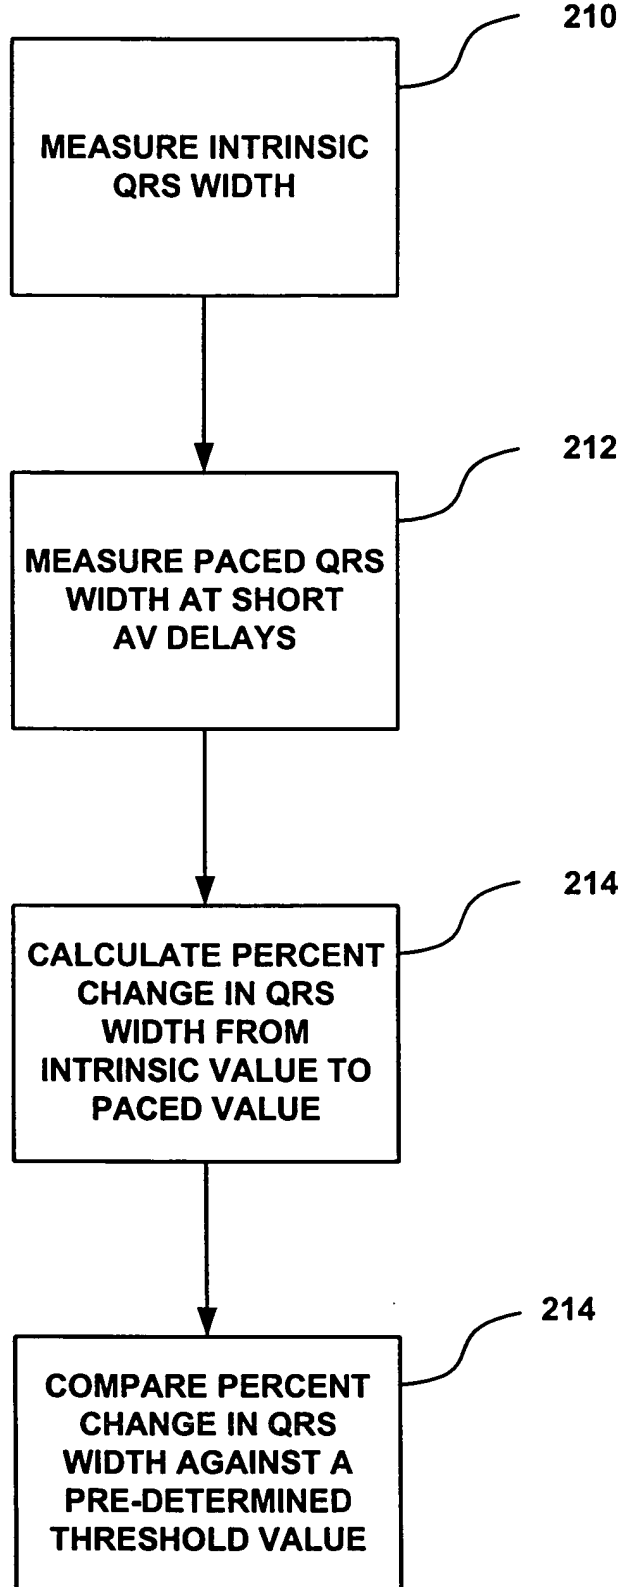 210
MEASURE INTRINSIC
QRS WIDTH
212
MEASURE PACED QRS
WIDTH AT SHORT
AV DELAYS
214
CALCULATE PERCENT
CHANGE IN QRS
WIDTH FROM
INTRINSIC VALUE TO
PACED VALUE
214
COMPARE PERCENT
CHANGE IN QRS
WIDTH AGAINST A
PRE-DETERMINED
THRESHOLD VALUE